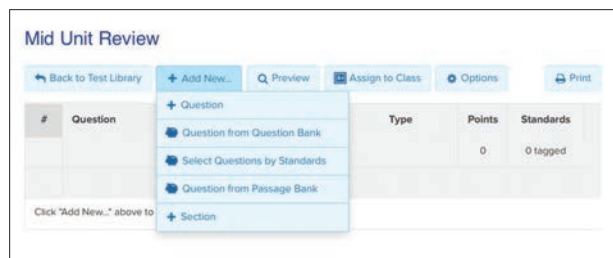 Mid Unit Review
Back to Test Library + Add New... Preview Assign to Class Options Print
+ Question
# Question Type Points Standards
Question from Question Bank
0 0 tagged
Select Questions by Standards
Question from Passage Bank
Click "Add New..." above to
+ Section